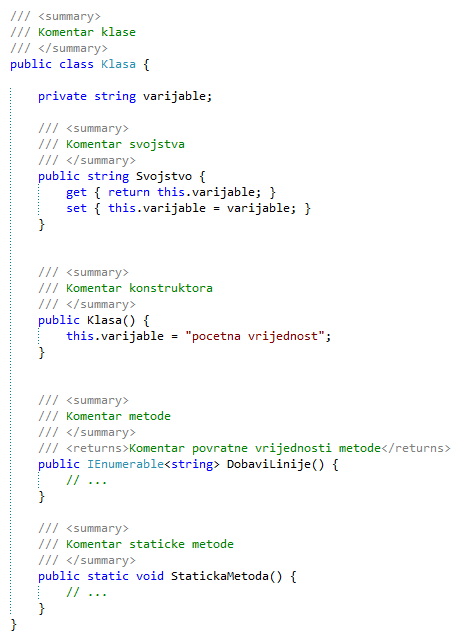 /// <summary>
/// Komentar klase
/// </summary>
public class Klasa {
private string varijable;
/// <summary>
/// Komentar svojstva
/// </summary>
public string Svojstvo {
get { return this.varijable; }
set { this.varijable = varijable; }
}
/// <summary>
/// Komentar konstruktora
/// </summary>
public Klasa() {
this.varijable = "pocetna vrijednost";
}
/// <summary>
/// Komentar metode
/// </summary>
/// <returns>Komentar povratne vrijednosti metode</returns>
public IEnumerable<string> DobaviLinije() {
// ...
}
/// <summary>
/// Komentar staticke metode
/// </summary>
public static void StatickaMetoda() {
// ...
}
}